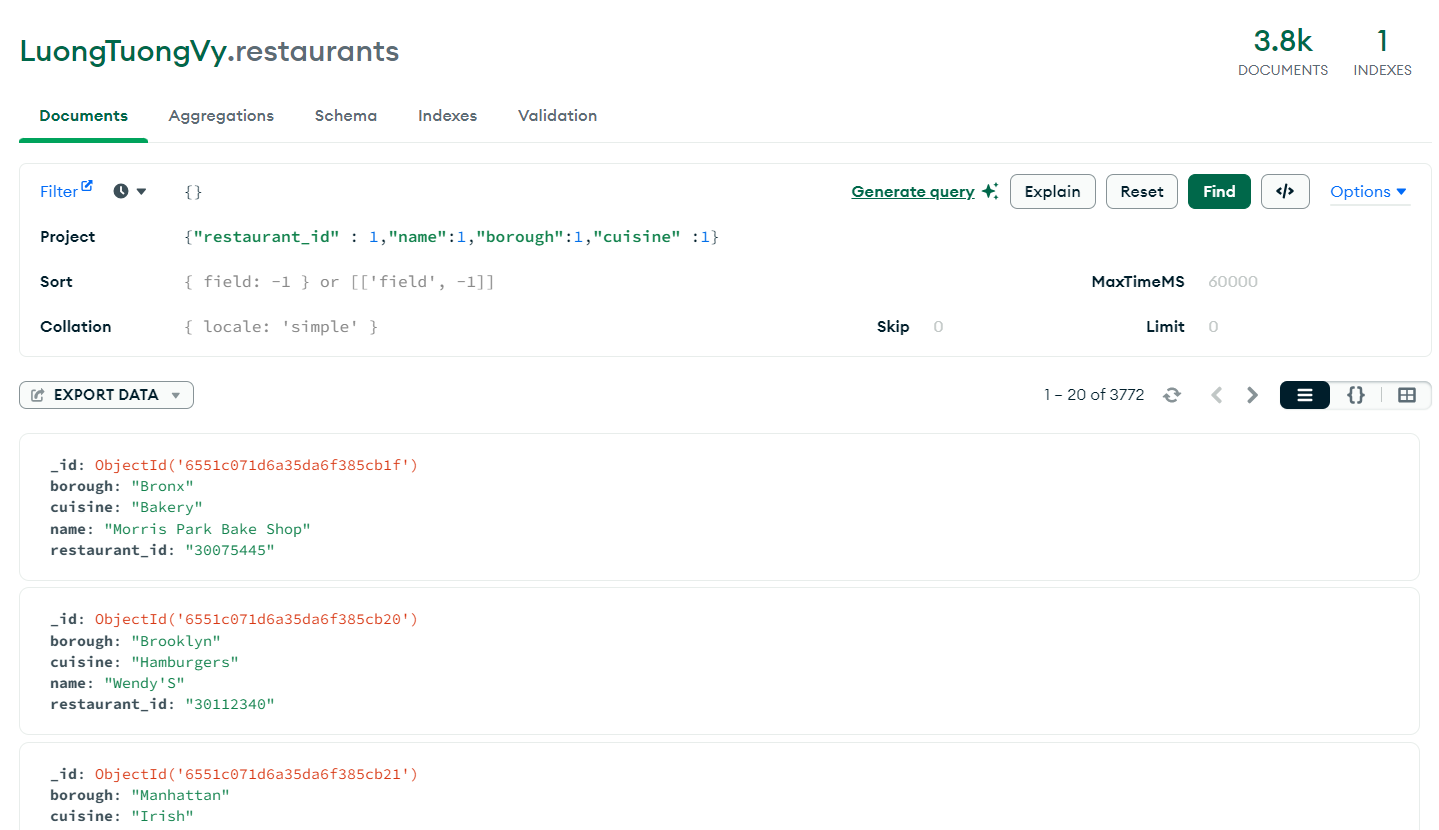 LuongTuongVy.restaurants
3.8k
DOCUMENTS
1
INDEXES
Documents Aggregations Schema Indexes Validation
Filter {} Generate query Explain Reset Find </> Options
Project {"restaurant_id" : 1,"name":1,"borough":1,"cuisine" :1}
Sort { field: -1 } or [['field', -1]] MaxTimeMS 60000
Collation { locale: 'simple' } Skip 0 Limit 0
EXPORT DATA 1 – 20 of 3772 {}
_id: ObjectId('6551c071d6a35da6f385cb1f')
borough: "Bronx"
cuisine: "Bakery"
name: "Morris Park Bake Shop"
restaurant_id: "30075445"
_id: ObjectId('6551c071d6a35da6f385cb20')
borough: "Brooklyn"
cuisine: "Hamburgers"
name: "Wendy'S"
restaurant_id: "30112340"
_id: ObjectId('6551c071d6a35da6f385cb21')
borough: "Manhattan"
cuisine: "Irish"